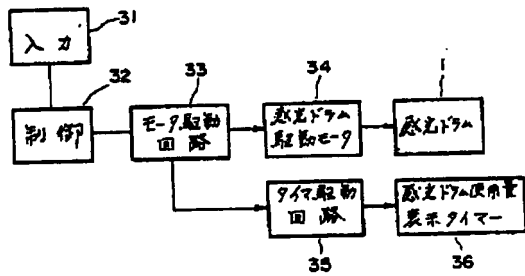 31
入力
32
制御
33
モータ駆動
回路
34
感光ドラム
駆動モータ
1
感光ドラム
タイマ駆動
回路
35
感光ドラム使用量
表示タイマー
36